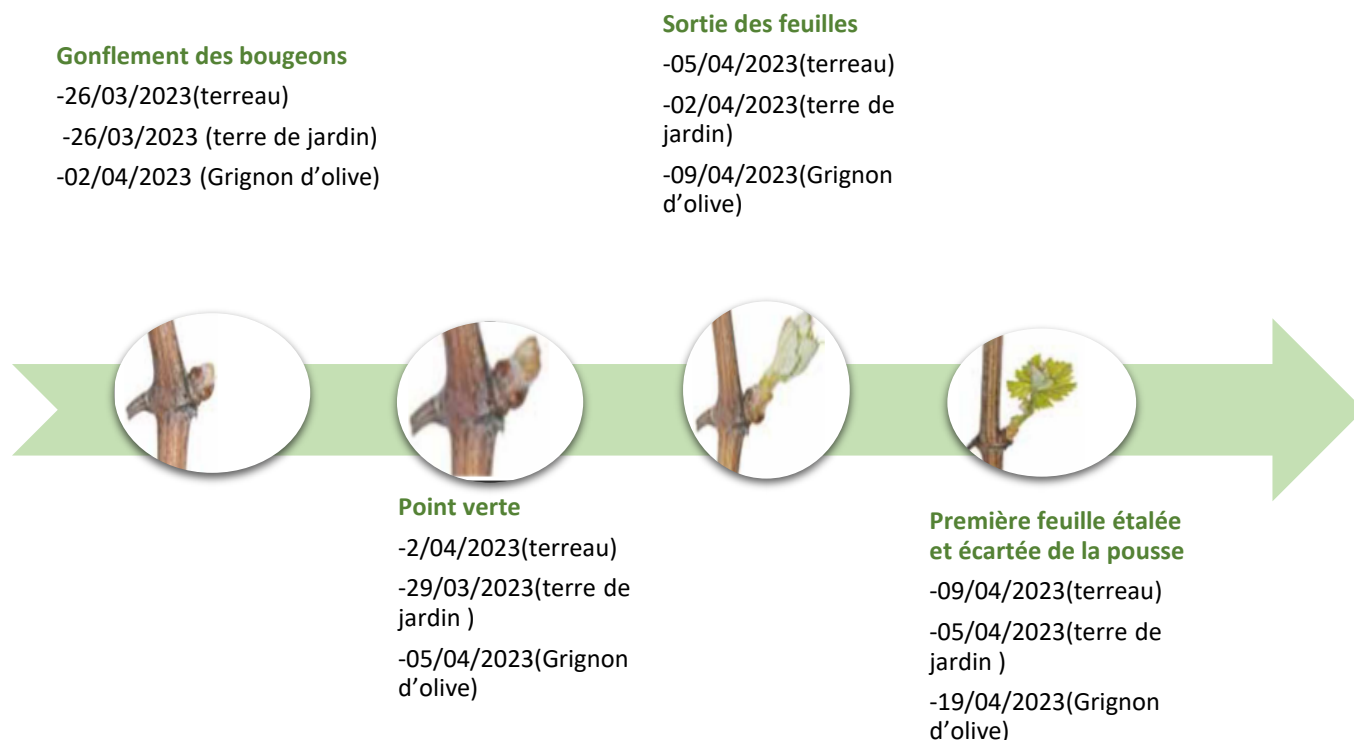 Gonflement des bougeons
-26/03/2023(terreau)
-26/03/2023 (terre de jardin)
-02/04/2023 (Grignon d’olive)
Sortie des feuilles
-05/04/2023(terreau)
-02/04/2023(terre de
jardin)
-09/04/2023(Grignon
d’olive)
Point verte
-2/04/2023(terreau)
-29/03/2023(terre de
jardin )
-05/04/2023(Grignon
d’olive)
Première feuille étalée
et écartée de la pousse
-09/04/2023(terreau)
-05/04/2023(terre de
jardin )
-19/04/2023(Grignon
d’olive)